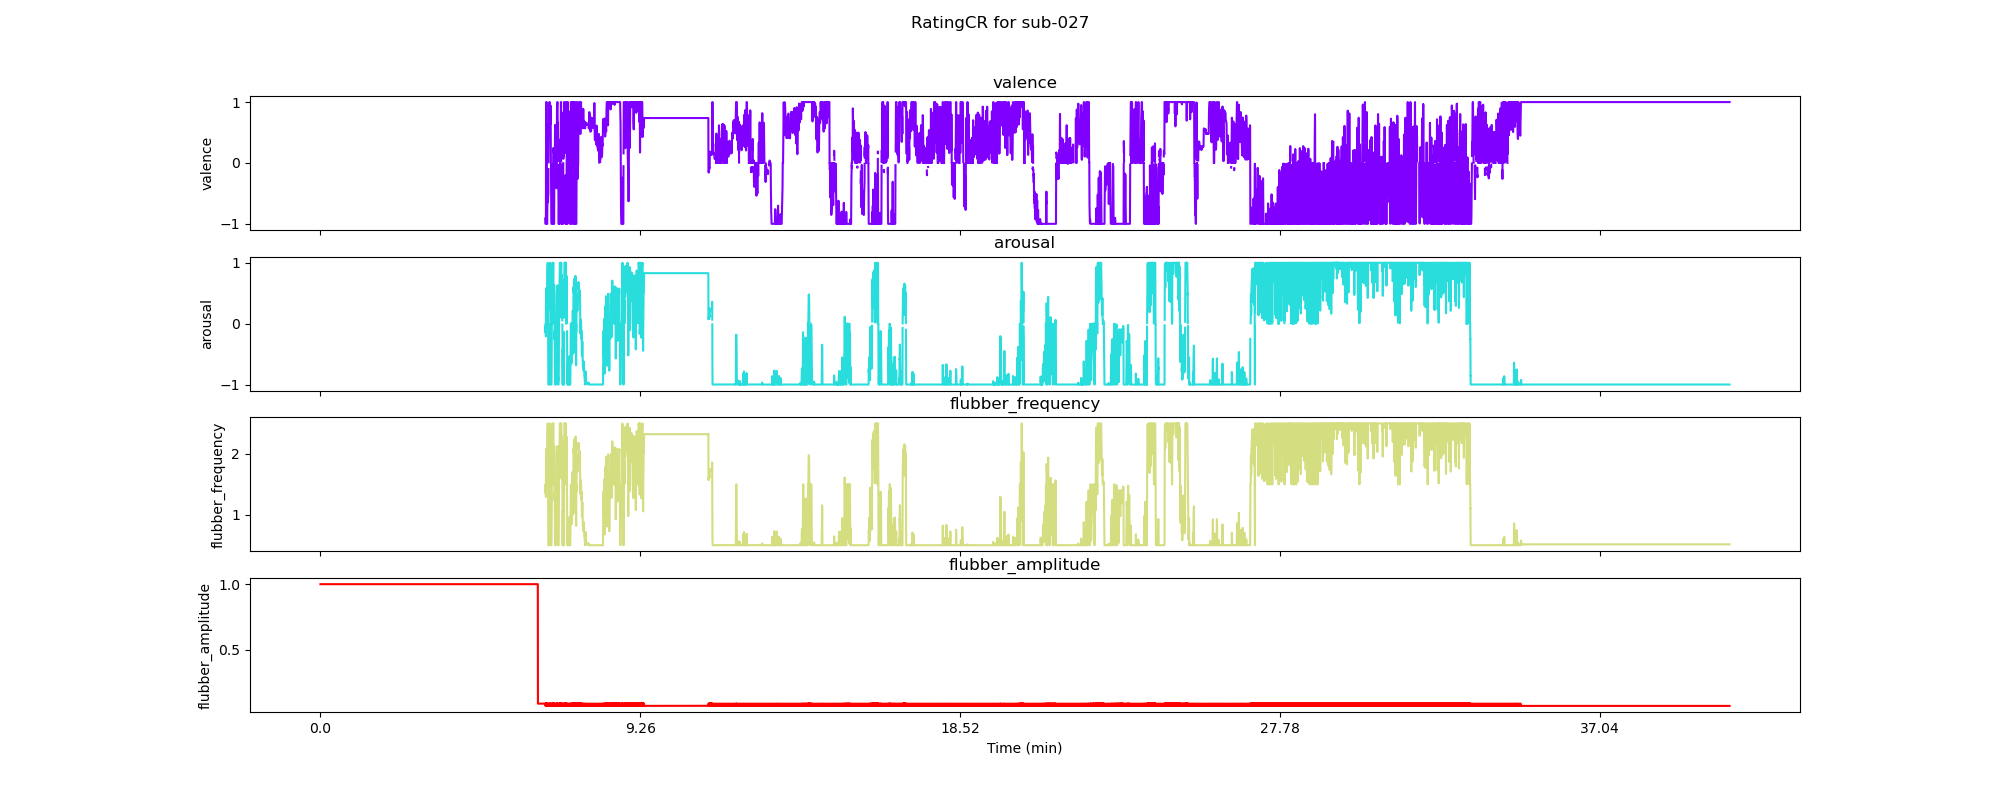 RatingCR for sub-027
valence
valence
1
0
−1
arousal
arousal
1
0
−1
flubber_frequency
flubber_frequency
2
1
flubber_amplitude
flubber_amplitude
1.0
0.5
0.0 9.26 18.52 27.78 37.04
Time (min)